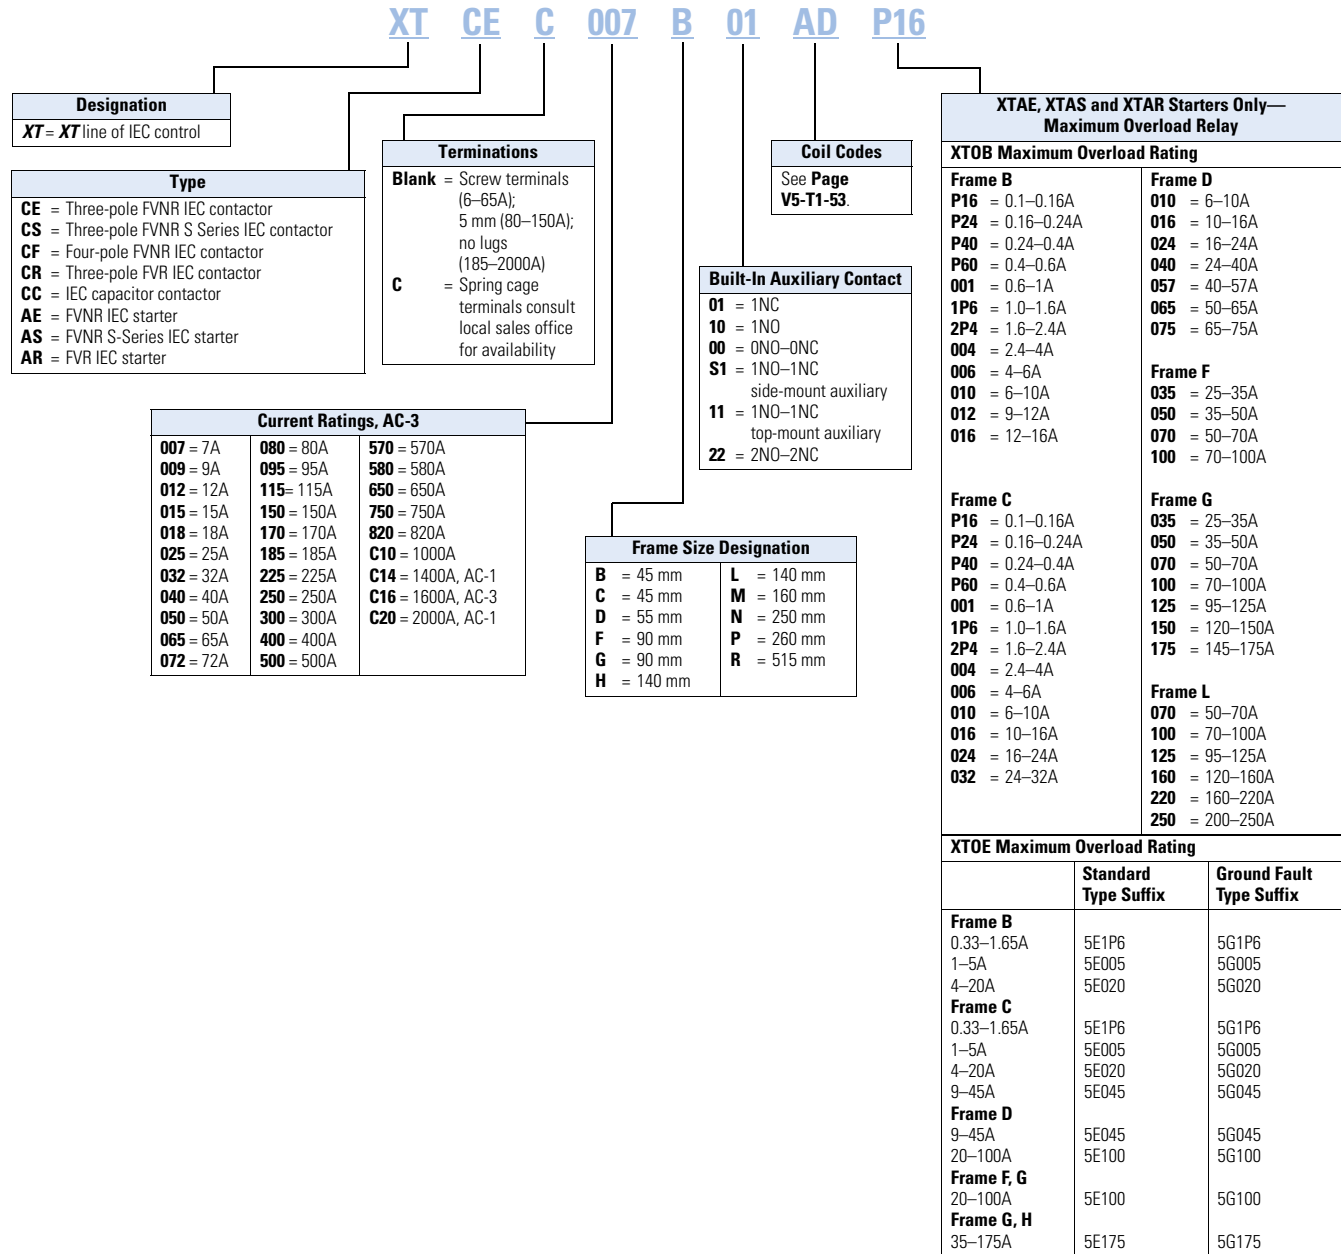 XT CE C 007 B 01 AD P16
Designation
XT = XT line of IEC control
Type
CE = Three-pole FVNR IEC contactor
CS = Three-pole FVNR S Series IEC contactor
CF = Four-pole FVNR IEC contactor
CR = Three-pole FVR IEC contactor
CC = IEC capacitor contactor
AE = FVNR IEC starter
AS = FVNR S-Series IEC starter
AR = FVR IEC starter
Terminations
Blank = Screw terminals
(6–65A);
5 mm (80–150A);
no lugs
(185–2000A)
C = Spring cage
terminals consult
local sales office
for availability
Current Ratings, AC-3
007 = 7A
009 = 9A
012 = 12A
015 = 15A
018 = 18A
025 = 25A
032 = 32A
040 = 40A
050 = 50A
065 = 65A
072 = 72A
080 = 80A
095 = 95A
115= 115A
150 = 150A
170 = 170A
185 = 185A
225 = 225A
250 = 250A
300 = 300A
400 = 400A
500 = 500A
570 = 570A
580 = 580A
650 = 650A
750 = 750A
820 = 820A
C10 = 1000A
C14 = 1400A, AC-1
C16 = 1600A, AC-3
C20 = 2000A, AC-1
Frame Size Designation
B = 45 mm
C = 45 mm
D = 55 mm
F = 90 mm
G = 90 mm
H = 140 mm
L = 140 mm
M = 160 mm
N = 250 mm
P = 260 mm
R = 515 mm
Built-In Auxiliary Contact
01 = 1NC
10 = 1NO
00 = 0NO–0NC
S1 = 1NO–1NC
side-mount auxiliary
11 = 1NO–1NC
top-mount auxiliary
22 = 2NO–2NC
Coil Codes
See Page
V5-T1-53.
XTAE, XTAS and XTAR Starters Only—
Maximum Overload Relay
XTOB Maximum Overload Rating
Frame B
P16 = 0.1–0.16A
P24 = 0.16–0.24A
P40 = 0.24–0.4A
P60 = 0.4–0.6A
001 = 0.6–1A
1P6 = 1.0–1.6A
2P4 = 1.6–2.4A
004 = 2.4–4A
006 = 4–6A
010 = 6–10A
012 = 9–12A
016 = 12–16A
Frame C
P16 = 0.1–0.16A
P24 = 0.16–0.24A
P40 = 0.24–0.4A
P60 = 0.4–0.6A
001 = 0.6–1A
1P6 = 1.0–1.6A
2P4 = 1.6–2.4A
004 = 2.4–4A
006 = 4–6A
010 = 6–10A
016 = 10–16A
024 = 16–24A
032 = 24–32A
Frame D
010 = 6–10A
016 = 10–16A
024 = 16–24A
040 = 24–40A
057 = 40–57A
065 = 50–65A
075 = 65–75A
Frame F
035 = 25–35A
050 = 35–50A
070 = 50–70A
100 = 70–100A
Frame G
035 = 25–35A
050 = 35–50A
070 = 50–70A
100 = 70–100A
125 = 95–125A
150 = 120–150A
175 = 145–175A
Frame L
070 = 50–70A
100 = 70–100A
125 = 95–125A
160 = 120–160A
220 = 160–220A
250 = 200–250A
XTOE Maximum Overload Rating
Standard
Type Suffix
Ground Fault
Type Suffix
Frame B
0.33–1.65A 5E1P6 5G1P6
1–5A 5E005 5G005
4–20A 5E020 5G020
Frame C
0.33–1.65A 5E1P6 5G1P6
1–5A 5E005 5G005
4–20A 5E020 5G020
9–45A 5E045 5G045
Frame D
9–45A 5E045 5G045
20–100A 5E100 5G100
Frame F, G
20–100A 5E100 5G100
Frame G, H
35–175A 5E175 5G175